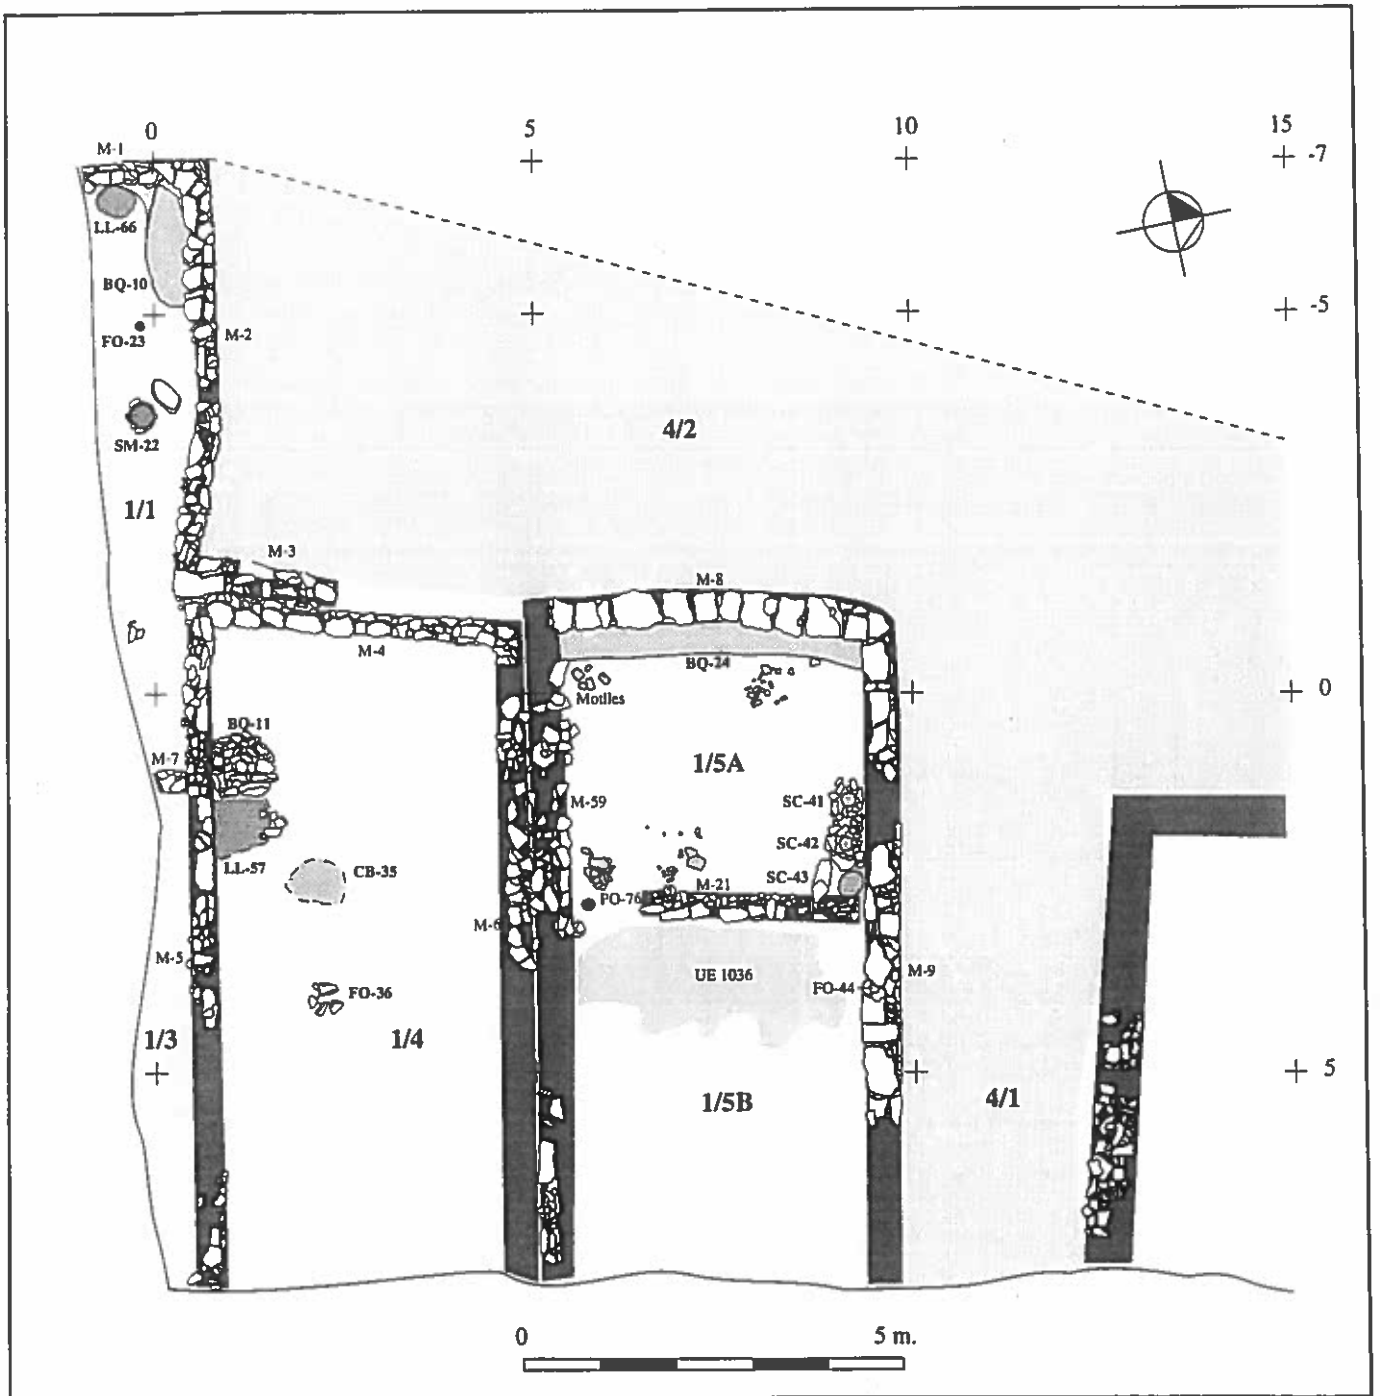 0 5 10 15
M-1
-7
LL-66
BQ-10
-5
FO-23
M-2
SM-22
4/2
1/1
M-3
M-8
M-4
BQ-24
0
Motlles
BQ-11
M-7
1/5A
M-59
SC-41
SC-42
LL-57
CB-35
SC-43
M-21
PO-76
M-6
M-5
UE 1036
M-9
FO-44
FO-36
1/3
1/4
5
1/5B
4/1
0 5 m.